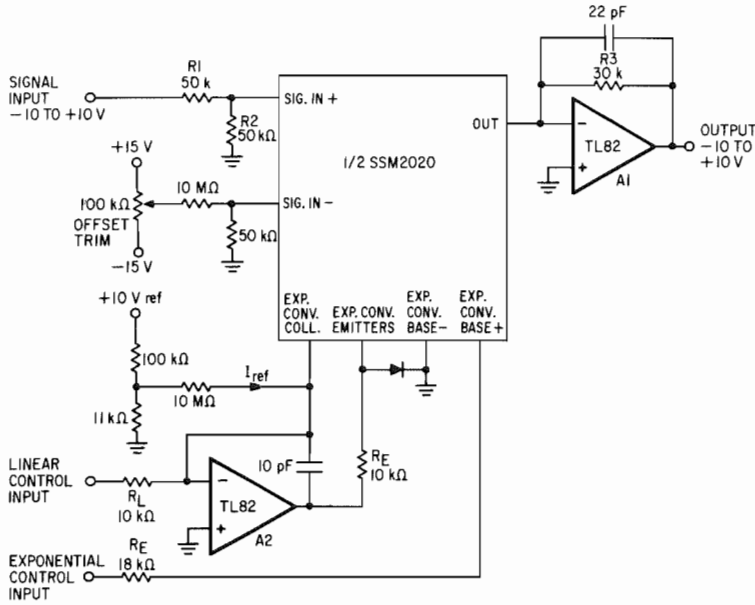 22 pF
R3
30 k
R1
50 k
SIGNAL
INPUT
−10 TO +10 V
SIG. IN +
R2
50 kΩ
OUT
TL82
A1
OUTPUT
−10 TO
+10 V
1/2 SSM2020
+15 V
10 MΩ
100 kΩ
OFFSET
TRIM
SIG. IN −
50 kΩ
−15 V
+10 V ref
EXP.
CONV.
COLL.
EXP. CONV.
EMITTERS
EXP.
CONV.
BASE−
EXP.
CONV.
BASE+
100 kΩ
Iref
10 MΩ
11 kΩ
LINEAR
CONTROL
INPUT
RL
10 kΩ
10 pF
RE
10 kΩ
TL82
A2
EXPONENTIAL
CONTROL
INPUT
RE
18 kΩ